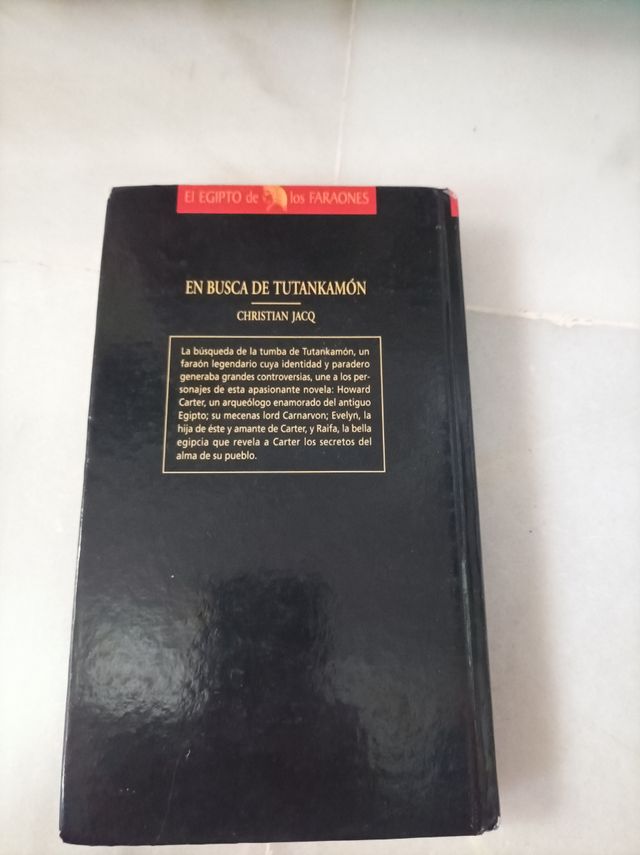 El EGIPTO de los FARAONES
EN BUSCA DE TUTANKAMÓN
CHRISTIAN JACQ
La búsqueda de la tumba de Tutankamón, un
faraón legendario cuya identidad y paradero
generaba grandes controversias, une a los per-
sonajes de esta apasionante novela: Howard
Carter, un arqueólogo enamorado del antiguo
Egipto; su mecenas lord Carnarvon; Evelyn, la
hija de éste y amante de Carter, y Raifa, la bella
egipcia que revela a Carter los secretos del
alma de su pueblo.